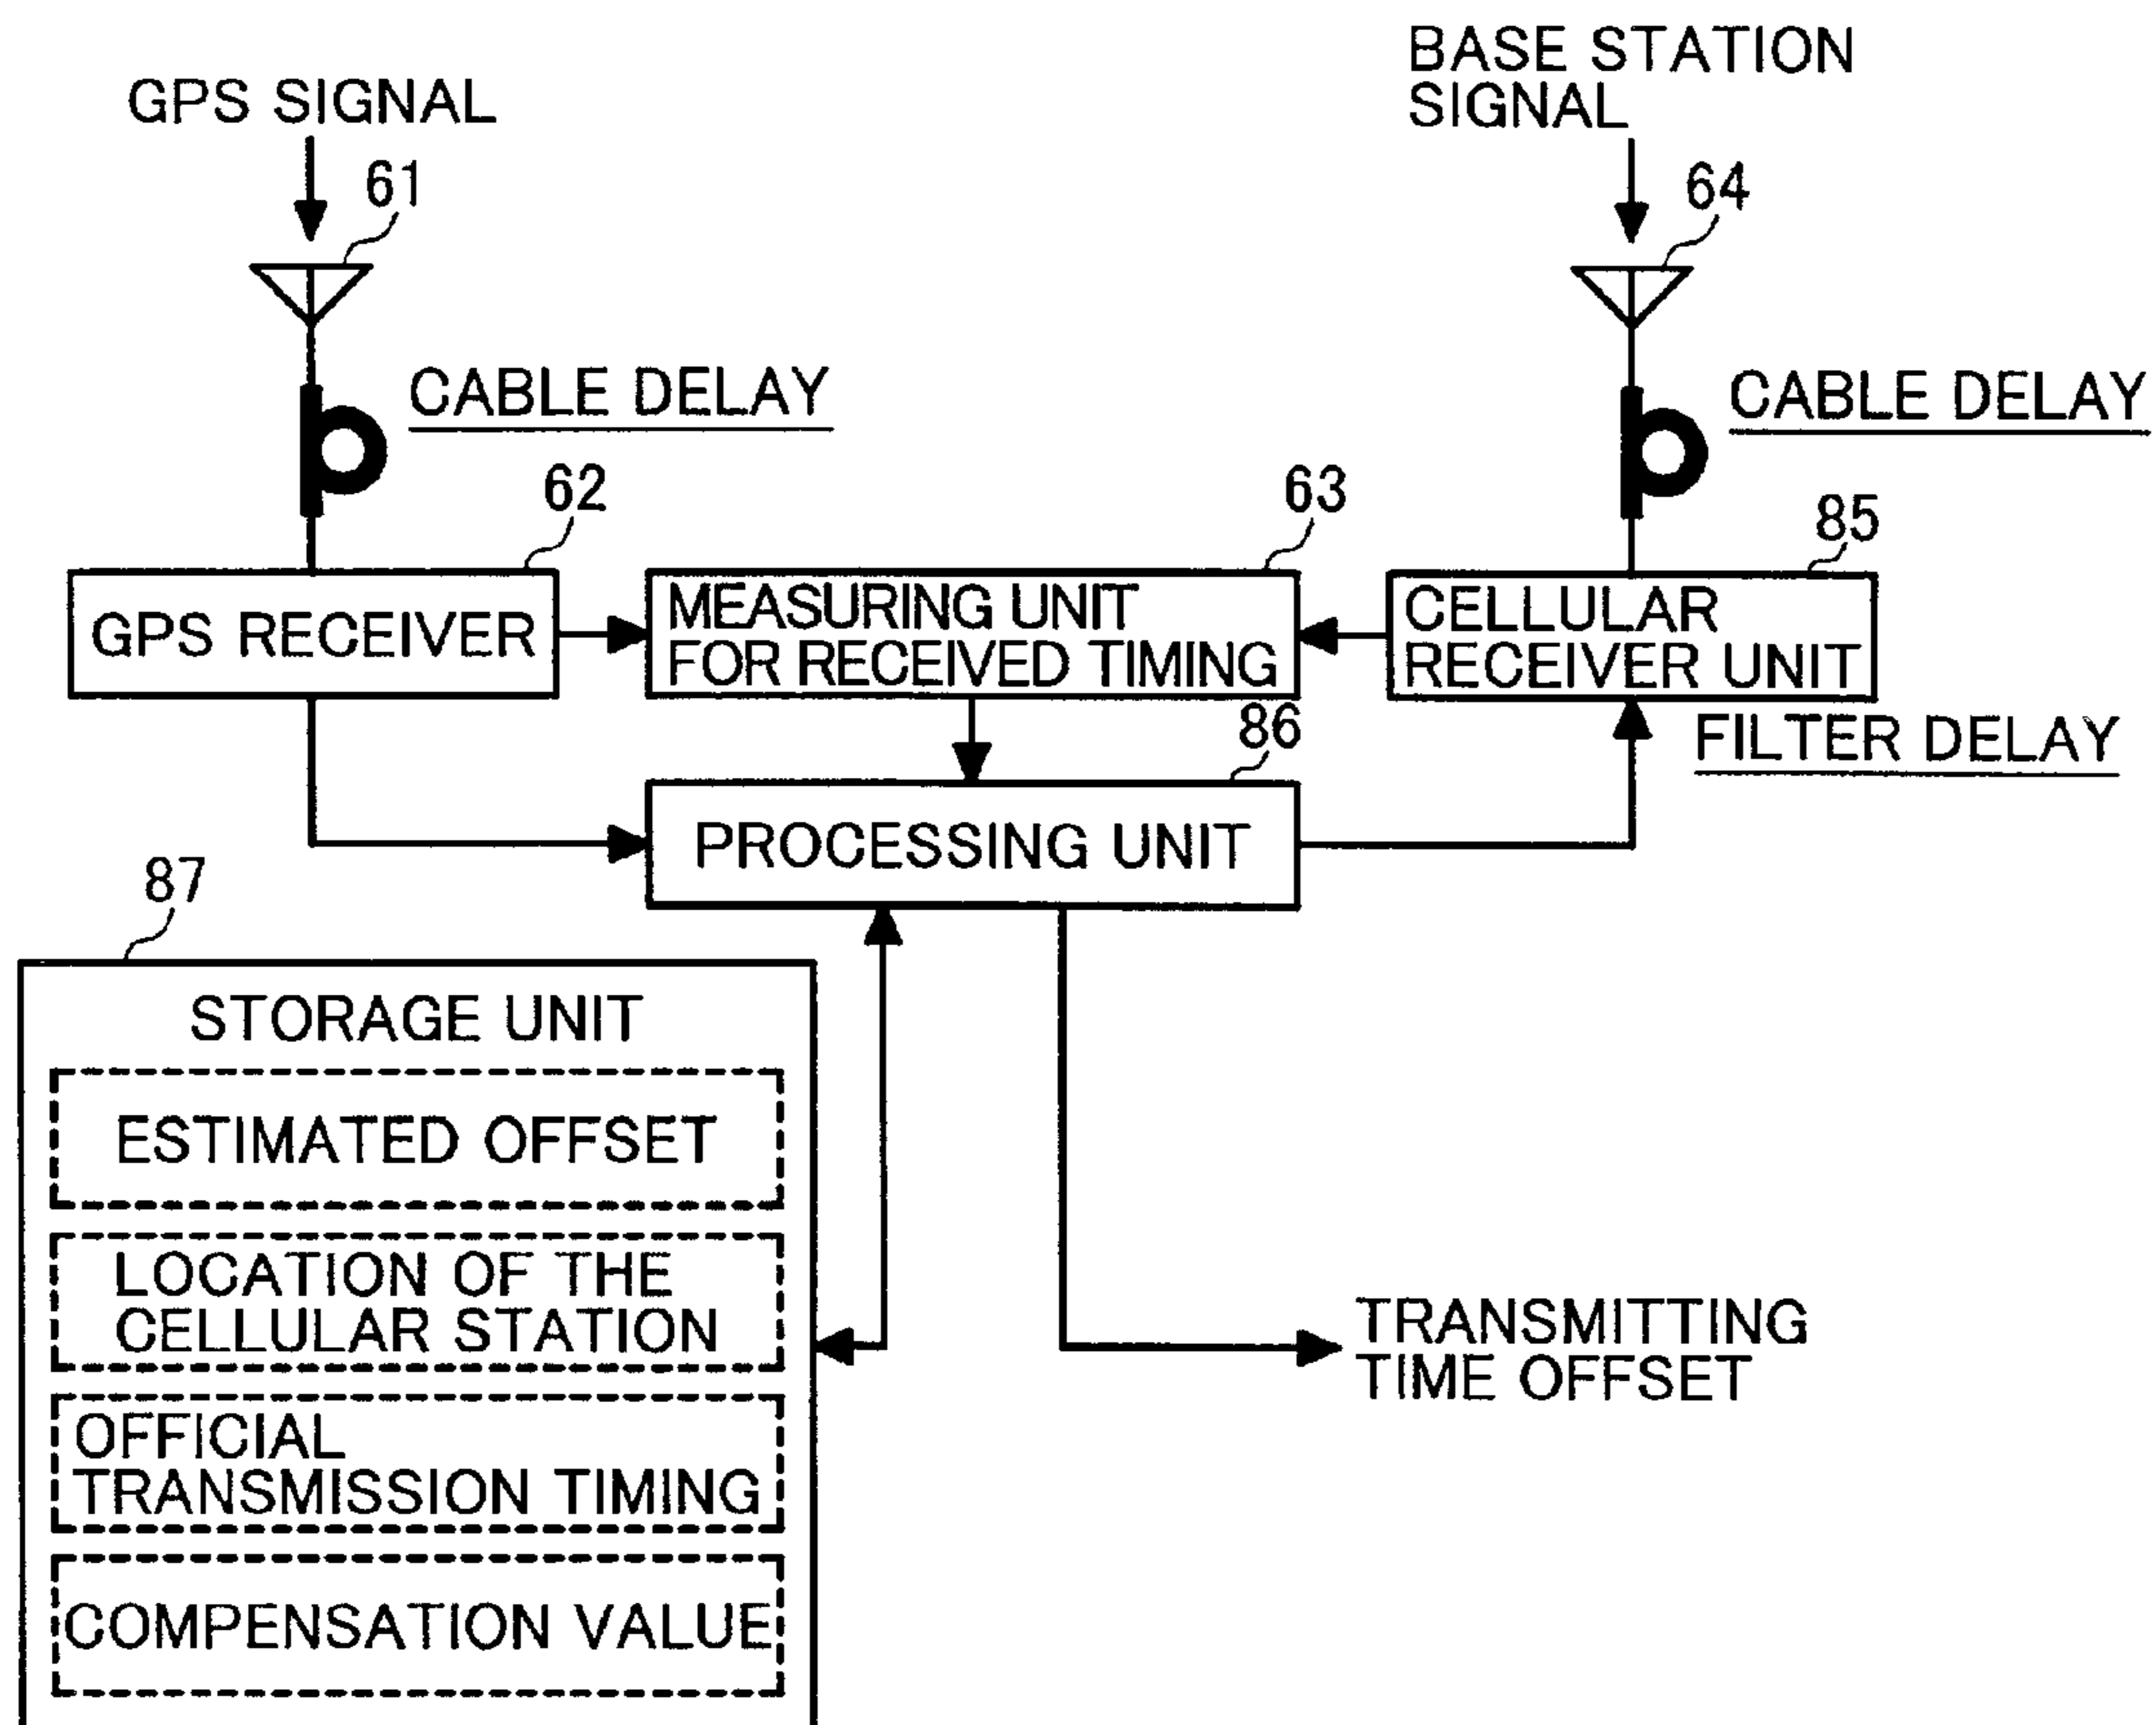 GPS SIGNAL
BASE STATION
SIGNAL
61
64
CABLE DELAY
CABLE DELAY
62
63
85
GPS RECEIVER
MEASURING UNIT
FOR RECEIVED TIMING
CELLULAR
RECEIVER UNIT
86
FILTER DELAY
PROCESSING UNIT
87
STORAGE UNIT
ESTIMATED OFFSET
LOCATION OF THE
CELLULAR STATION
OFFICIAL
TRANSMISSION TIMING
COMPENSATION VALUE
TRANSMITTING
TIME OFFSET